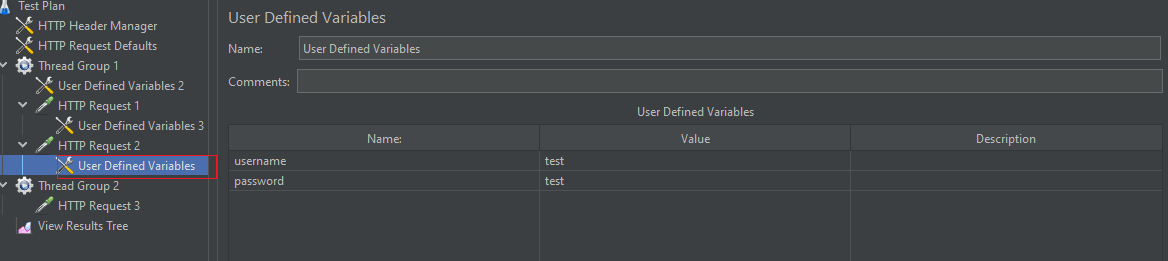 Test Plan
HTTP Header Manager
HTTP Request Defaults
Thread Group 1
User Defined Variables 2
HTTP Request 1
User Defined Variables 3
HTTP Request 2
User Defined Variables
Thread Group 2
HTTP Request 3
View Results Tree
User Defined Variables
Name: User Defined Variables
Comments:
User Defined Variables
Name: Value Description
username test
password test